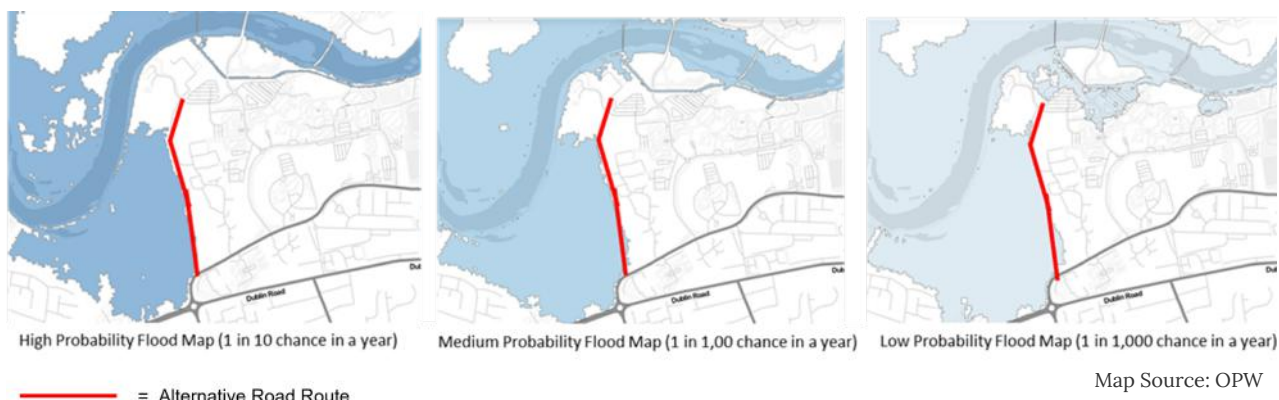 Dublin Road
Dub
Dublin Road
Dub
Dublin Road
Dub
High Probability Flood Map (1 in 10 chance in a year)
Medium Probability Flood Map (1 in 1,00 chance in a year)
Low Probability Flood Map (1 in 1,000 chance in a year)
Map Source: OPW
= Alternative Road Route